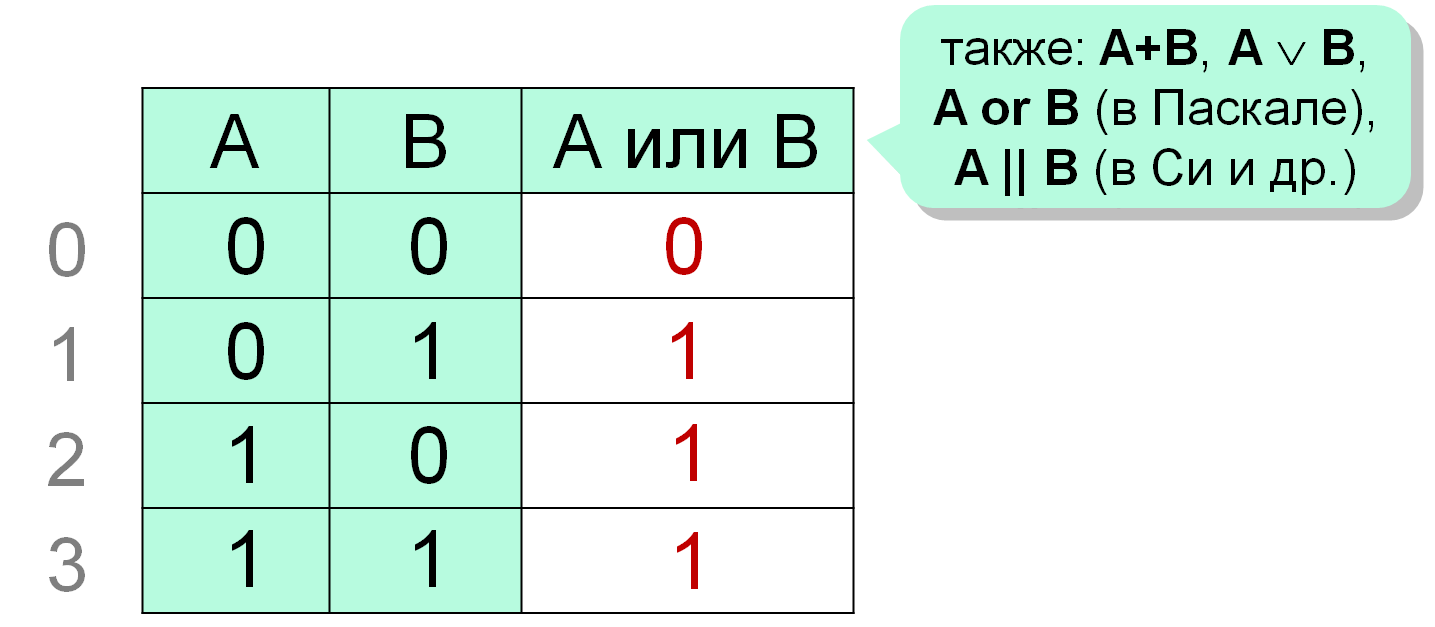 также: A+B, A ∨ B,
A or B (в Паскале),
A || B (в Си и др.)
A B А или B
0 0 0 0
1 0 1 1
2 1 0 1
3 1 1 1